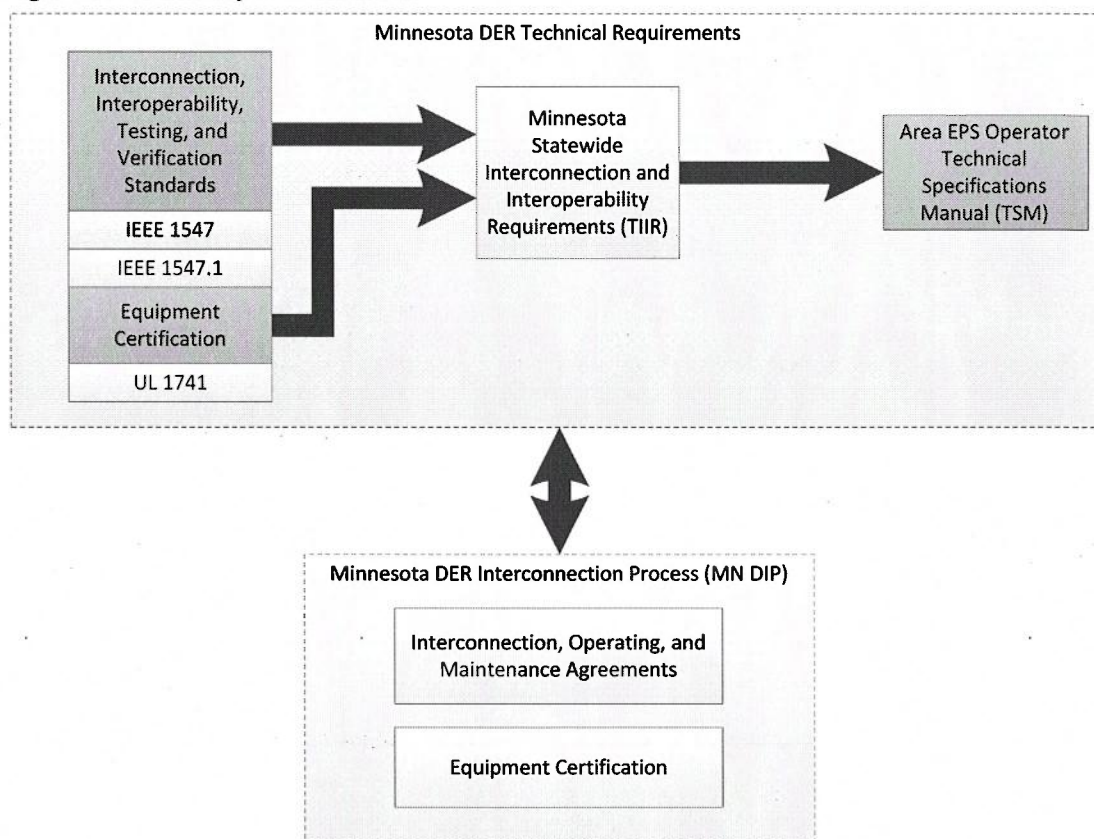 Minnesota DER Technical Requirements
Interconnection,
Interoperability,
Testing, and
Verification
Standards
IEEE 1547
IEEE 1547.1
Equipment
Certification
UL 1741
Minnesota
Statewide
Interconnection and
Interoperability
Requirements (TIIR)
Area EPS Operator
Technical
Specifications
Manual (TSM)
Minnesota DER Interconnection Process (MN DIP)
Interconnection, Operating, and
Maintenance Agreements
Equipment Certification